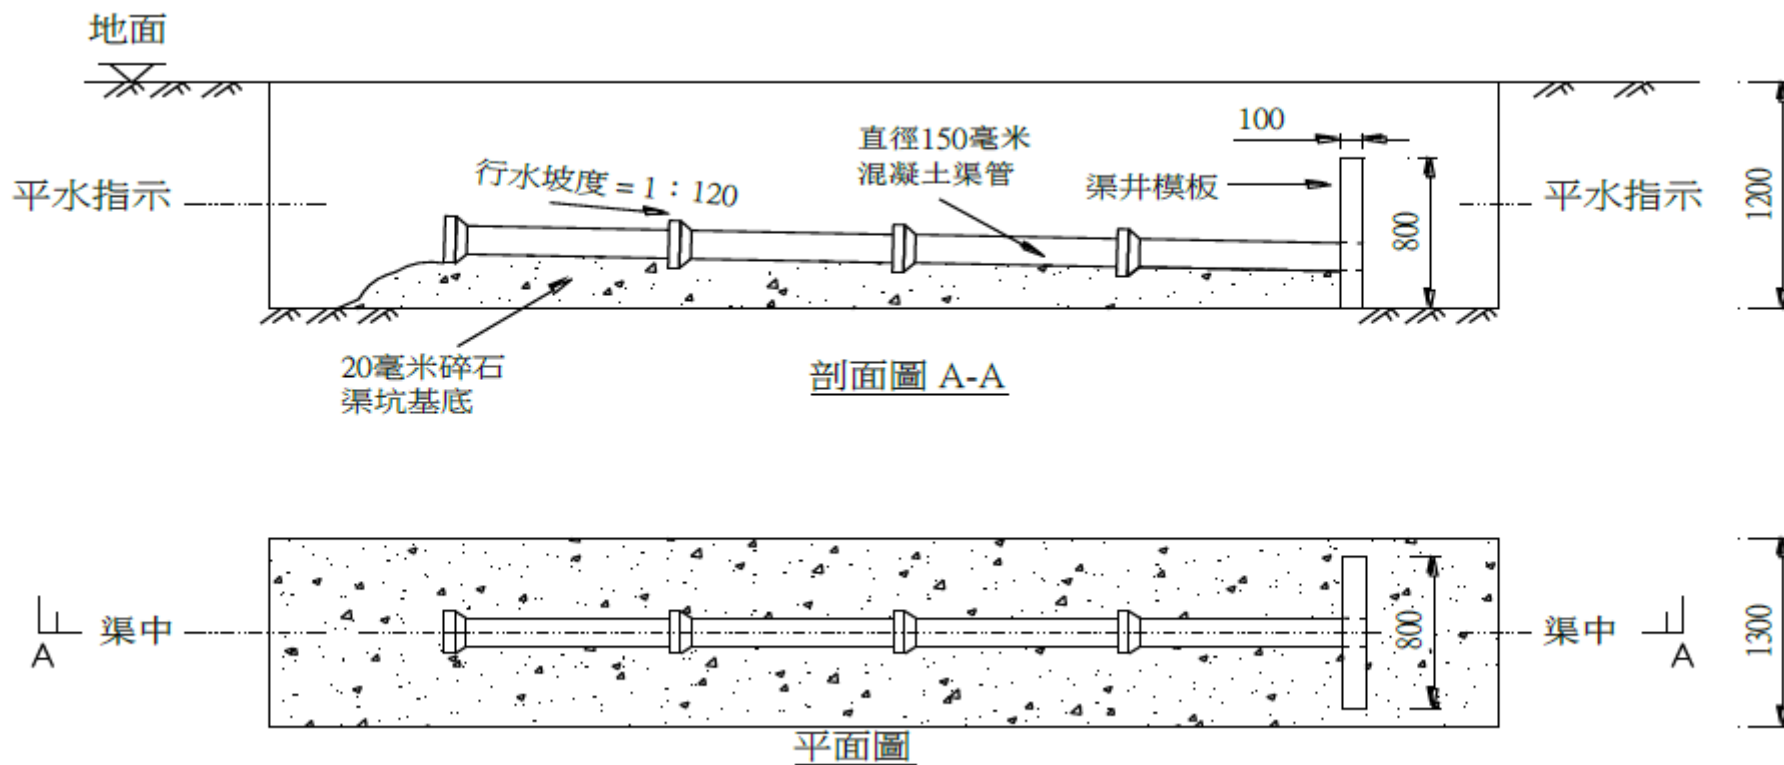 地面
100
直徑150毫米
混凝土渠管
行水坡度 = 1：120
渠井模板
平水指示
平水指示
800
1200
20毫米碎石
渠坑基底
剖面圖 A-A
A
渠中
800
渠中
A
1300
平面圖